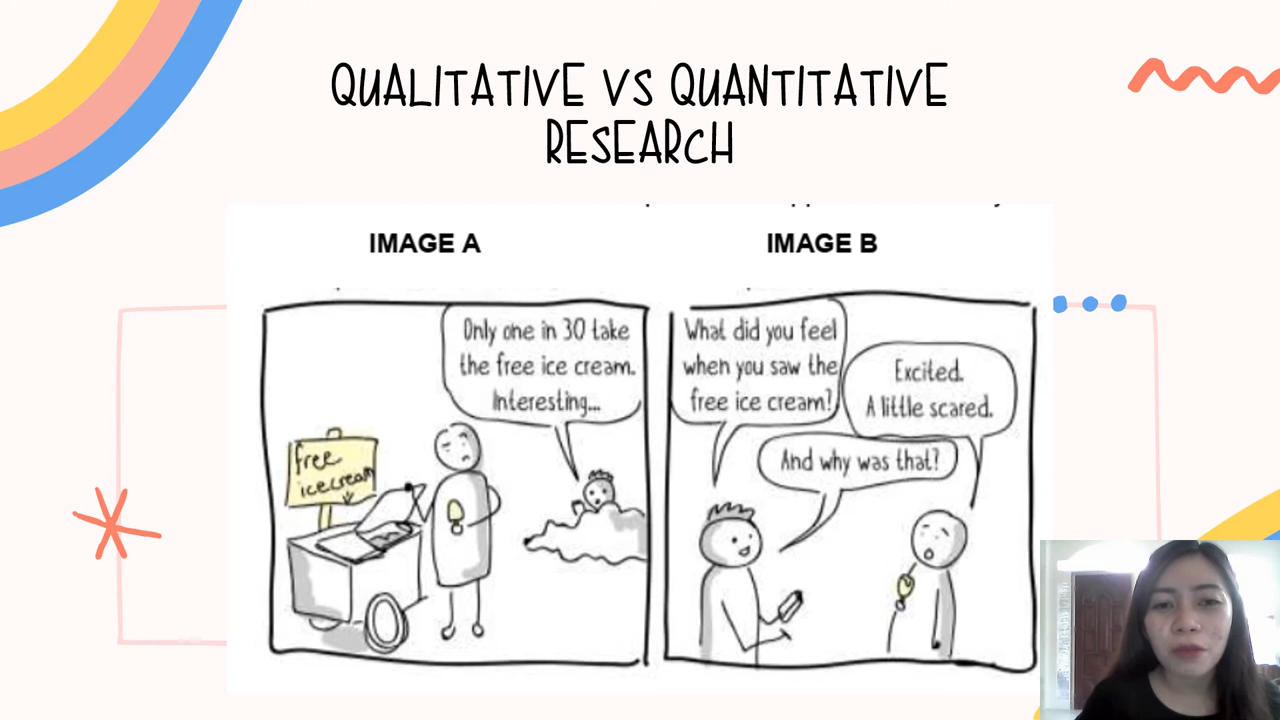 QUALITATIVE VS QUANTITATIVE
RESEARCH
IMAGE A
IMAGE B
Only one in 30 take
the free ice cream.
Interesting...
free
icecream
What did you feel
when you saw the
free ice cream?
Excited.
A little scared.
And why was that?